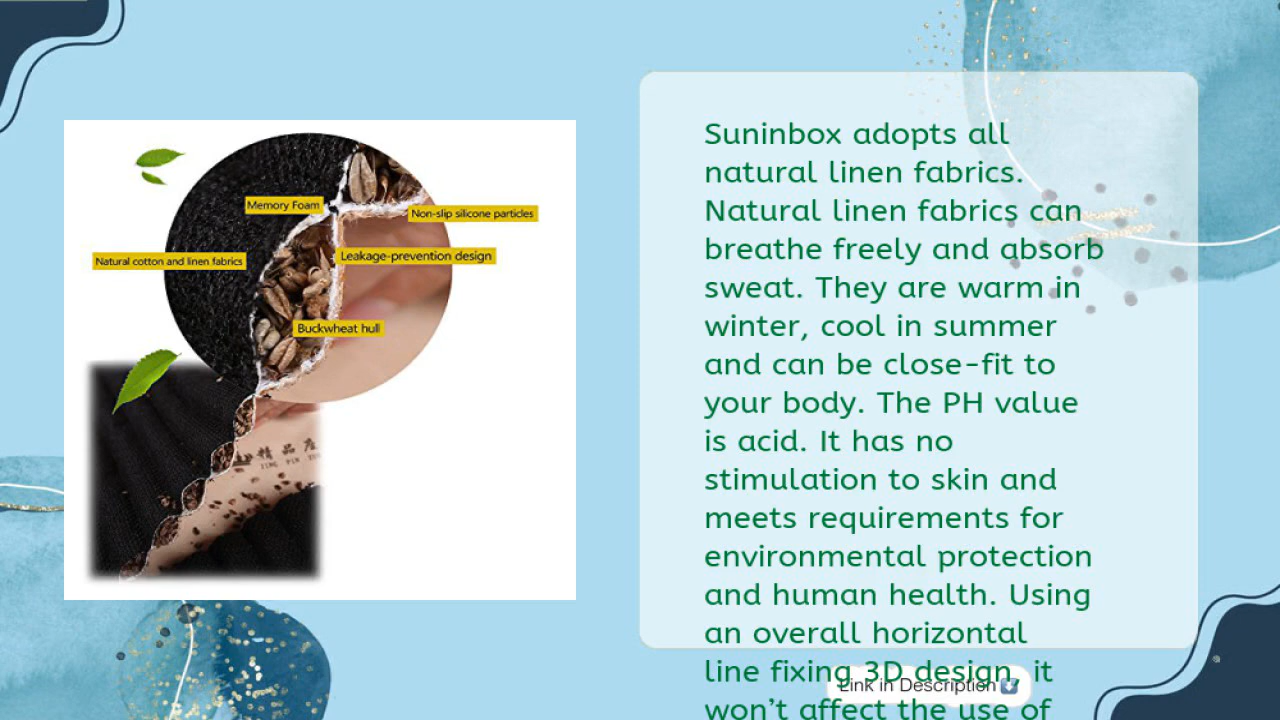 Memory Foam
Non-slip silicone particles
Natural cotton and linen fabrics
Leakage-prevention design
Buckwheat hull
精品
JING PIN
Suninbox adopts all
natural linen fabrics.
Natural linen fabrics can
breathe freely and absorb
sweat. They are warm in
winter, cool in summer
and can be close-fit to
your body. The PH value
is acid. It has no
stimulation to skin and
meets requirements for
environmental protection
and human health. Using
an overall horizontal
line fixing 3D design, it
won't affect the use of
Link in Description